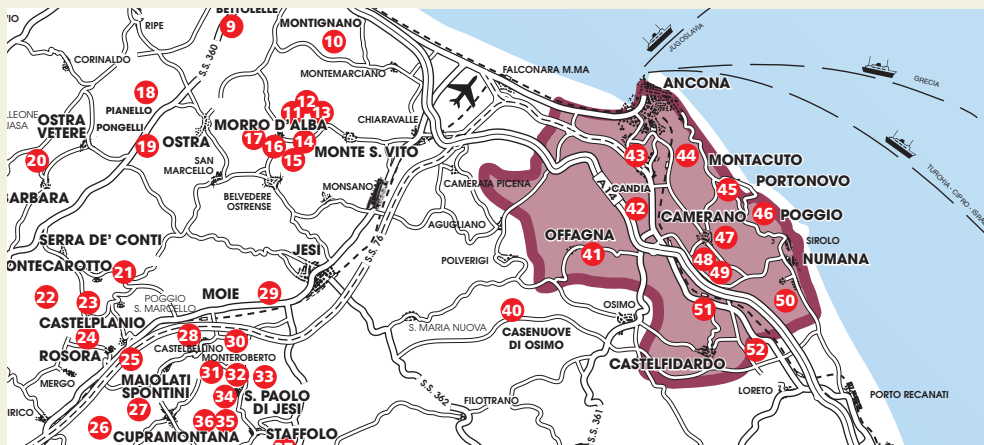 BETTOLELLE
9
MONTIGNANO
10
RIPE
S.S. 360
CORINALDO
MONTEMARCIANO
FALCONARA M.MA
JUGOSLAVIA
GRECIA
ANCONA
18
PIANELLO
12
11
13
CHIARAVALLE
OSTRA
VETERE
PONGELLI
MORRO D'ALBA
17
16
14
15
MONTE S. VITO
19
OSTRA
20
SAN
MARCELLO
BELVEDERE
OSTRENSE
MONSANO
CAMERATA PICENA
43
44
MONTACUTO
45
PORTONOVO
CANDIA
42
46
POGGIO
CAMERANO
47
SIROLO
NUMANA
48
49
50
TURCHIA - CIPRO -
AGUGLIANO
OFFAGNA
41
POLVERIGI
SERRA DE' CONTI
21
JESI
S.S. 76
22
23
POGGIO
S. MARCELLO
MOIE
29
CASTELPLANIO
24
ROSORA
25
28
CASTELBELLINO
30
MONTEROBERTO
S. MARIA NUOVA
40
CASENUOVE
DI OSIMO
OSIMO
51
52
CASTELFIDARDO
LORETO
PORTO RECANATI
MERGO
MAIOLATI
SPONTINI
31
32
33
34
S. PAOLO
DI JESI
27
26
36
35
CUPRAMONTANA
STAFFOLO
S.S. 362
FILOTTRANO
S.S. 361